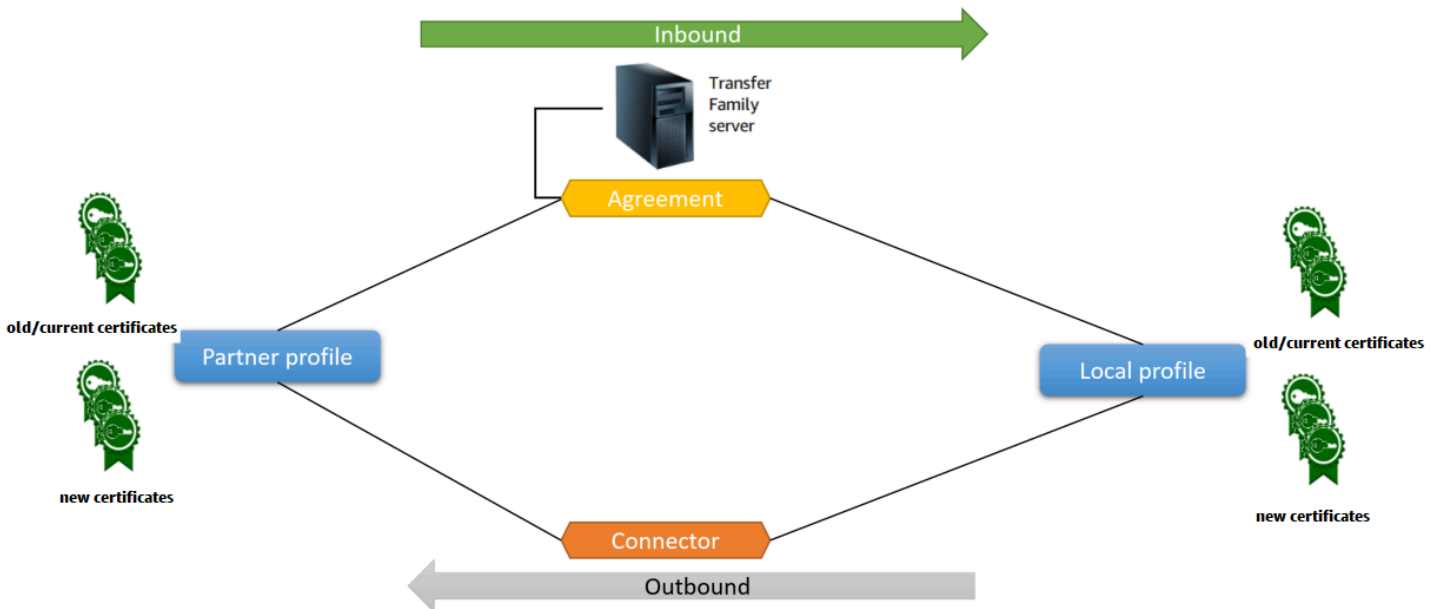 Inbound
Transfer
Family
server
Agreement
old/current certificates
Partner profile
new certificates
old/current certificates
Local profile
new certificates
Connector
Outbound